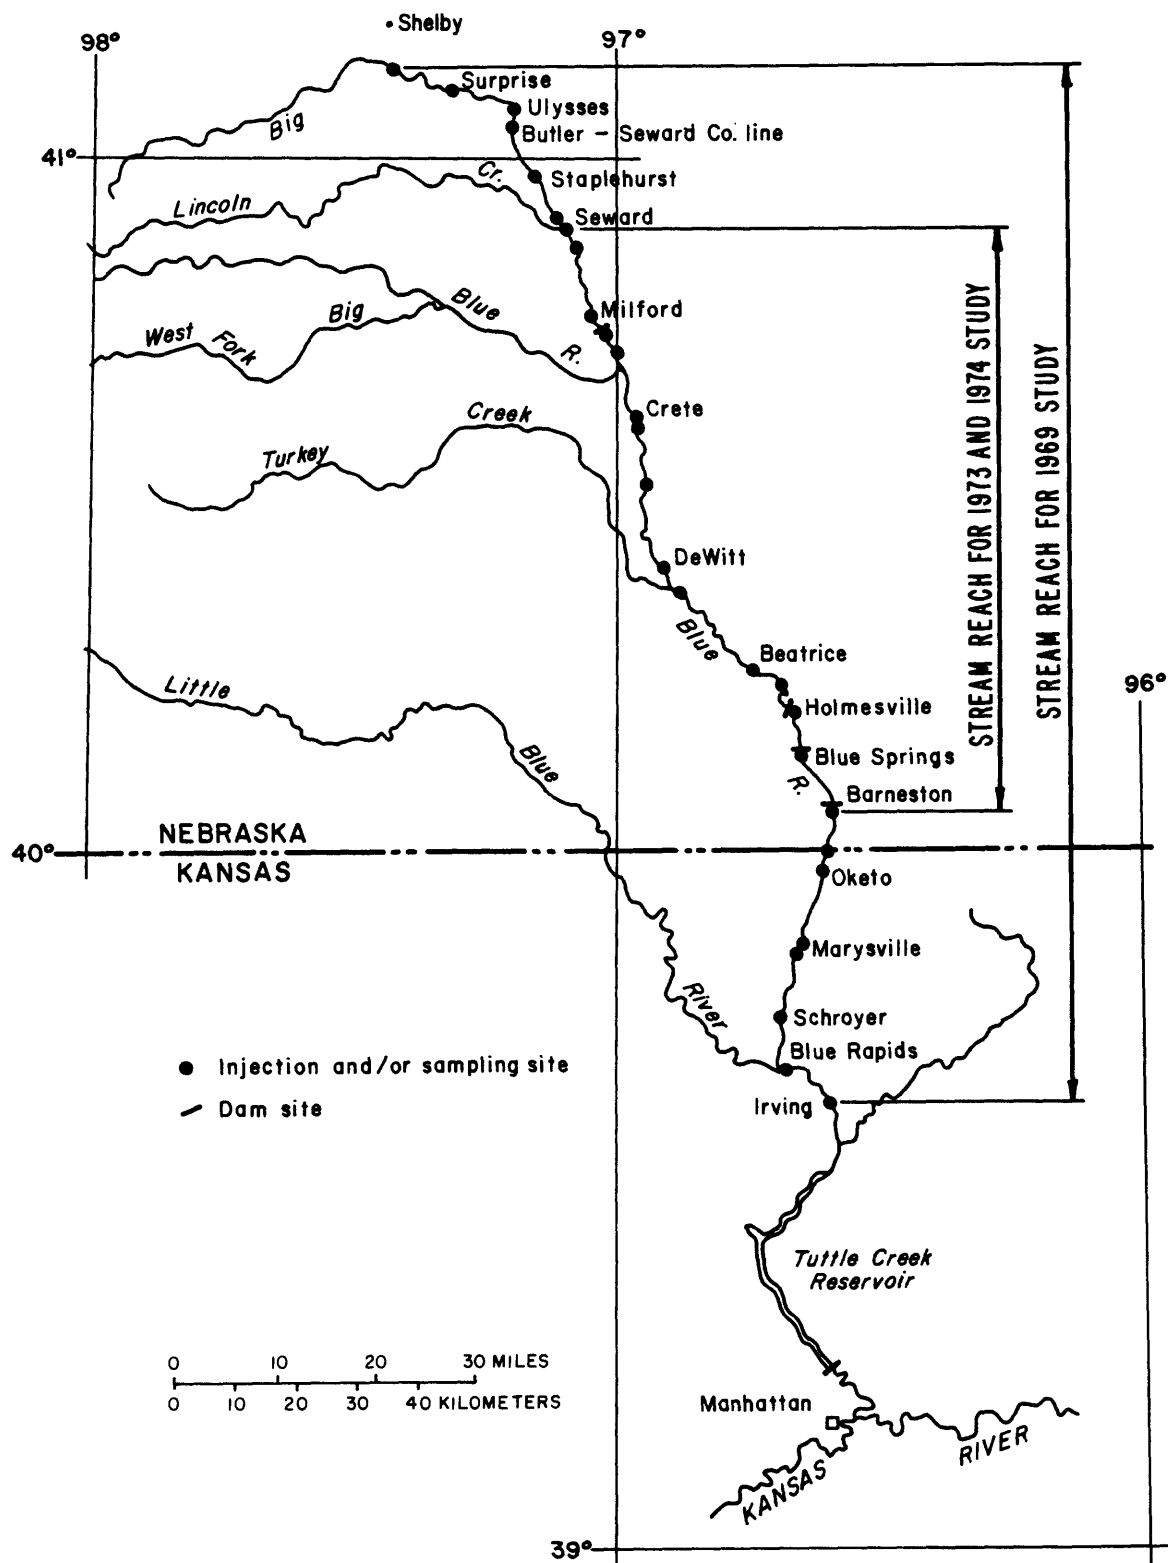 Shelby
98°
97°
Surprise
Ulysses
Butler - Seward Co. line
Big
41°
Cr.
Staplehurst
Lincoln
Seward
Blue
Big
Milford
West Fork
R.
Crete
Creek
Turkey
DeWitt
Blue
Beatrice
96°
Little
Holmesville
Blue
Blue Springs
R.
Barneston
STREAM REACH FOR 1973 AND 1974 STUDY
STREAM REACH FOR 1969 STUDY
NEBRASKA
40°
KANSAS
Oketo
Marysville
River
Schroyer
Blue Rapids
Injection and/or sampling site
Dam site
Irving
Tuttle Creek
Reservoir
0 10 20 30 MILES
0 10 20 30 40 KILOMETERS
Manhattan
KANSAS RIVER
39°